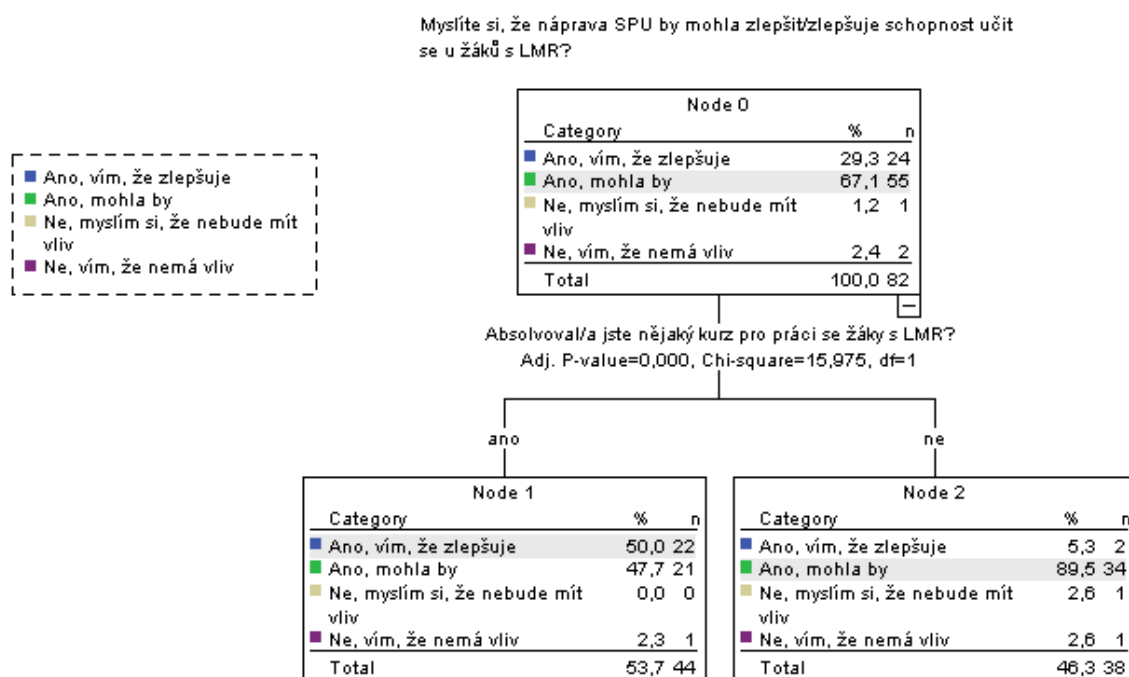 Myslíte si, že náprava SPU by mohla zlepšit/zlepšuje schopnost učit
se u žáků s LMR?
Ano, vím, že zlepšuje
Ano, mohla by
Ne, myslím si, že nebude mít
vliv
Ne, vím, že nemá vliv
Node 0
Category % n
Ano, vím, že zlepšuje 29,3 24
Ano, mohla by 67,1 55
Ne, myslím si, že nebude mít 1,2 1
vliv
Ne, vím, že nemá vliv 2,4 2
Total 100,0 82
Absolvoval/a jste nějaký kurz pro práci se žáky s LMR?
Adj. P-value=0,000, Chi-square=15,975, df=1
ano
ne
Node 1
Category % n
Ano, vím, že zlepšuje 50,0 22
Ano, mohla by 47,7 21
Ne, myslím si, že nebude mít 0,0 0
vliv
Ne, vím, že nemá vliv 2,3 1
Total 53,7 44
Node 2
Category % n
Ano, vím, že zlepšuje 5,3 2
Ano, mohla by 89,5 34
Ne, myslím si, že nebude mít 2,6 1
vliv
Ne, vím, že nemá vliv 2,6 1
Total 46,3 38